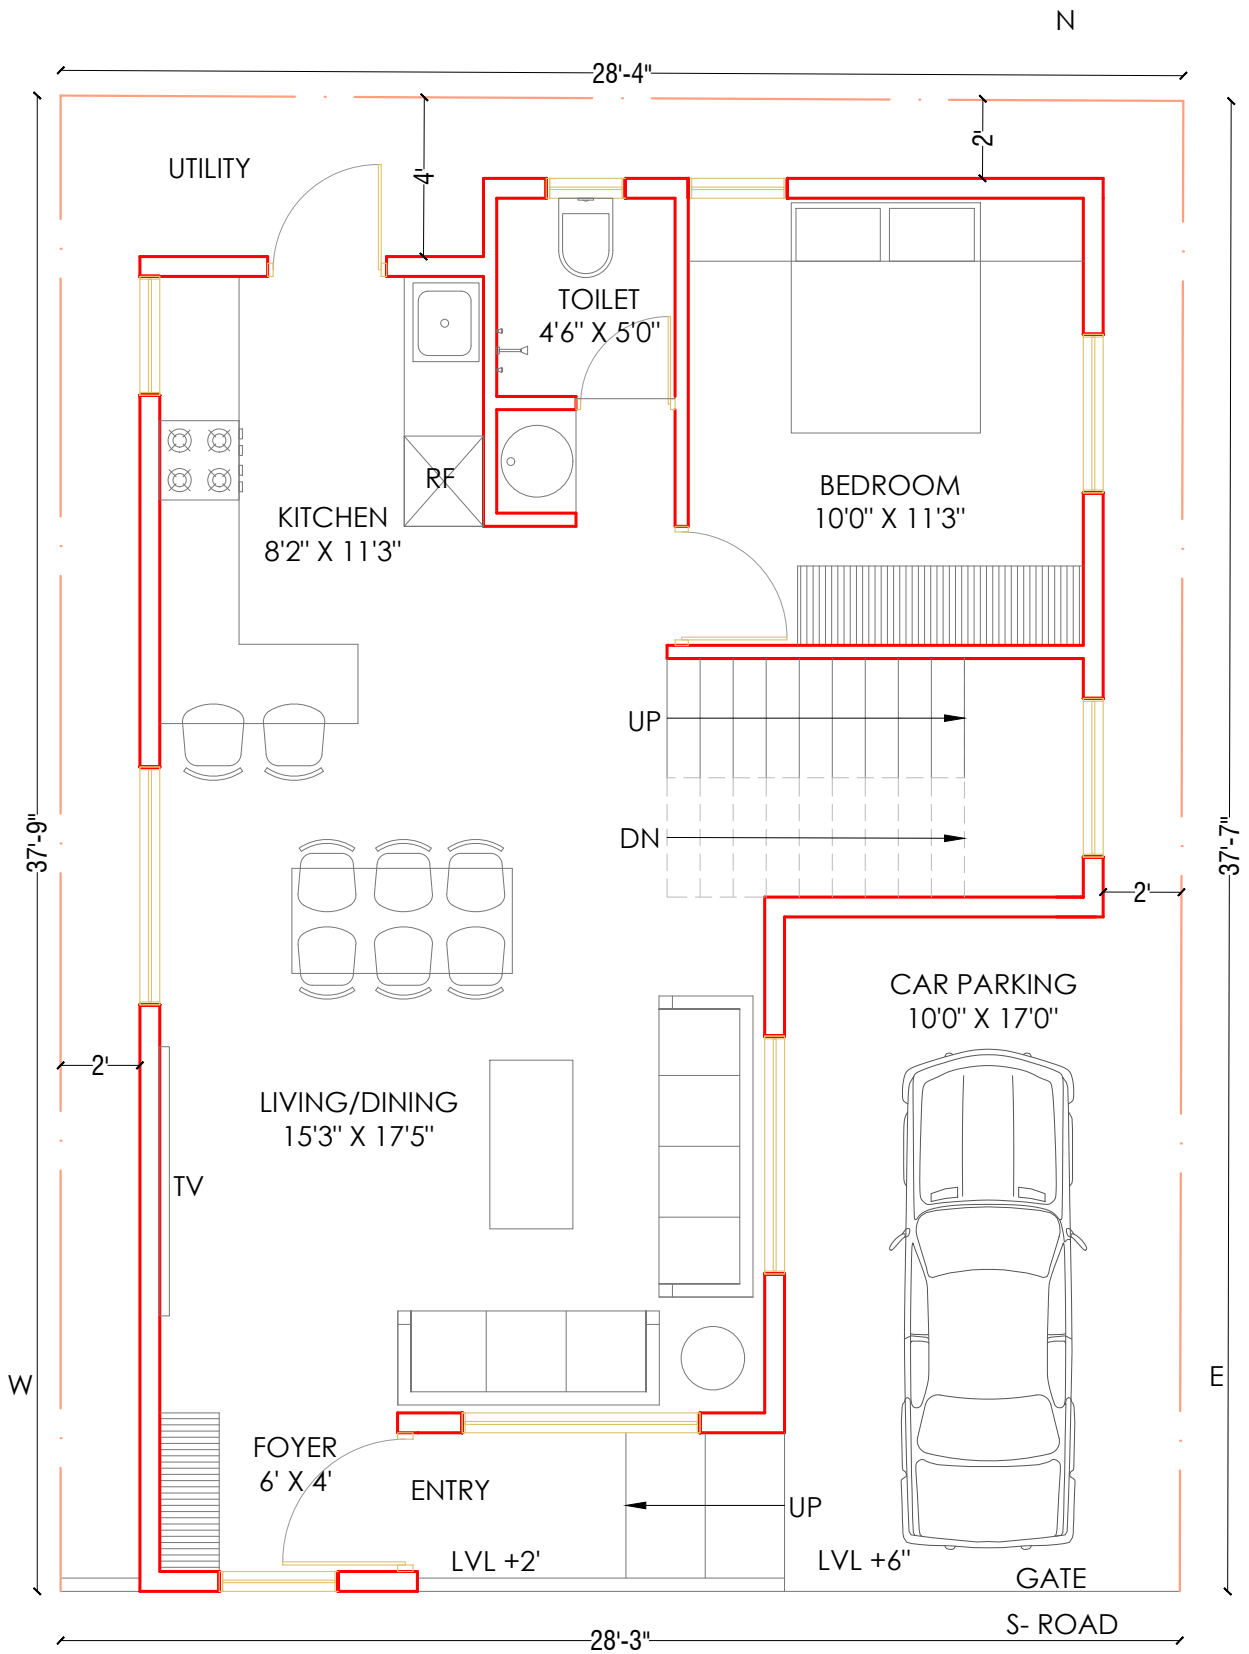 N
28'-4"
UTILITY
4'
2'
TOILET
4'6" X 5'0"
RF
BEDROOM
10'0" X 11'3"
KITCHEN
8'2" X 11'3"
UP
DN
37'-9"
37'-7"
2'
CAR PARKING
10'0" X 17'0"
2'
LIVING/DINING
15'3" X 17'5"
TV
W
E
FOYER
6' X 4'
ENTRY
UP
LVL +2'
LVL +6"
GATE
S- ROAD
28'-3"